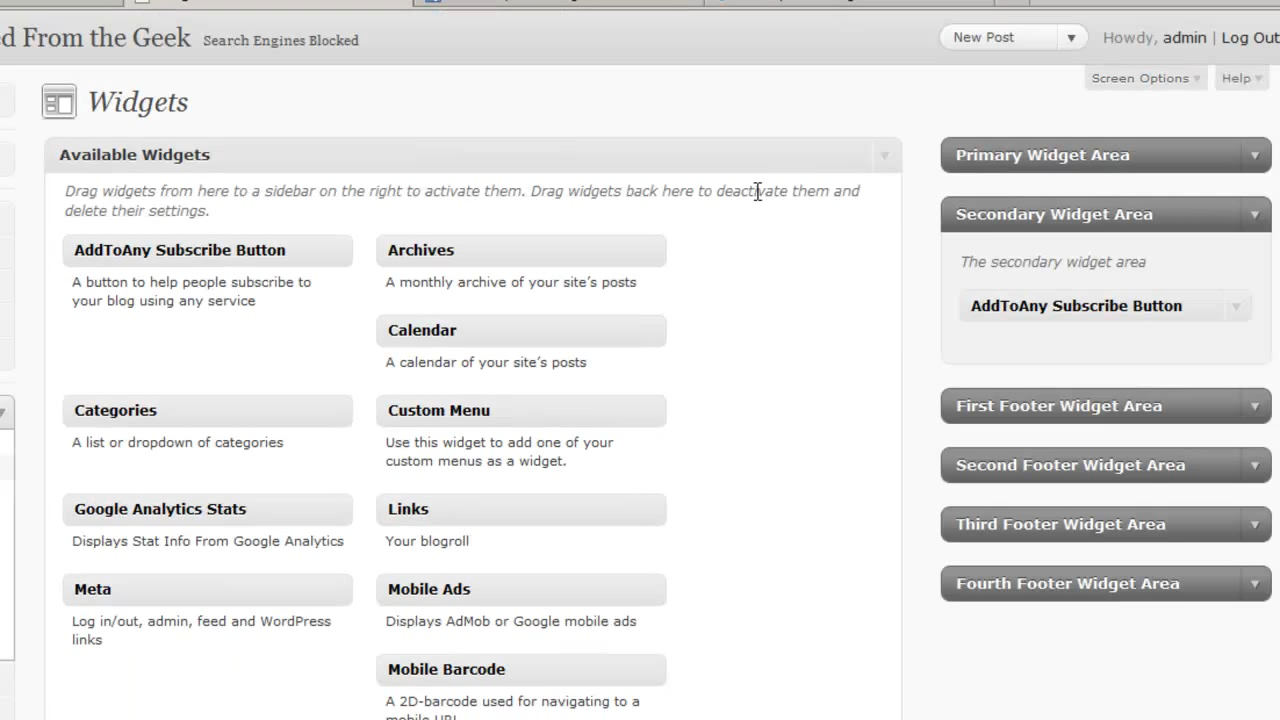 d From the Geek Search Engines Blocked
New Post
Howdy, admin | Log Out
Screen Options
Help
Widgets
Available Widgets
Drag widgets from here to a sidebar on the right to activate them. Drag widgets back here to deactivate them and
delete their settings.
AddToAny Subscribe Button
A button to help people subscribe to
your blog using any service
Archives
A monthly archive of your site's posts
Calendar
A calendar of your site's posts
Categories
A list or dropdown of categories
Custom Menu
Use this widget to add one of your
custom menus as a widget.
Google Analytics Stats
Displays Stat Info From Google Analytics
Links
Your blogroll
Meta
Log in/out, admin, feed and WordPress
links
Mobile Ads
Displays AdMob or Google mobile ads
Mobile Barcode
A 2D-barcode used for navigating to a
mobile URL
Primary Widget Area
Secondary Widget Area
The secondary widget area
AddToAny Subscribe Button
First Footer Widget Area
Second Footer Widget Area
Third Footer Widget Area
Fourth Footer Widget Area